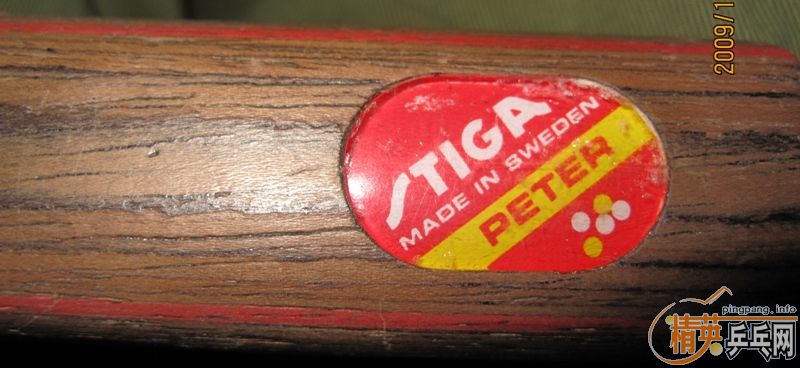 STIGA
MADE IN SWEDEN
PETER
2009/1
pingpang.info
精英乒乓网